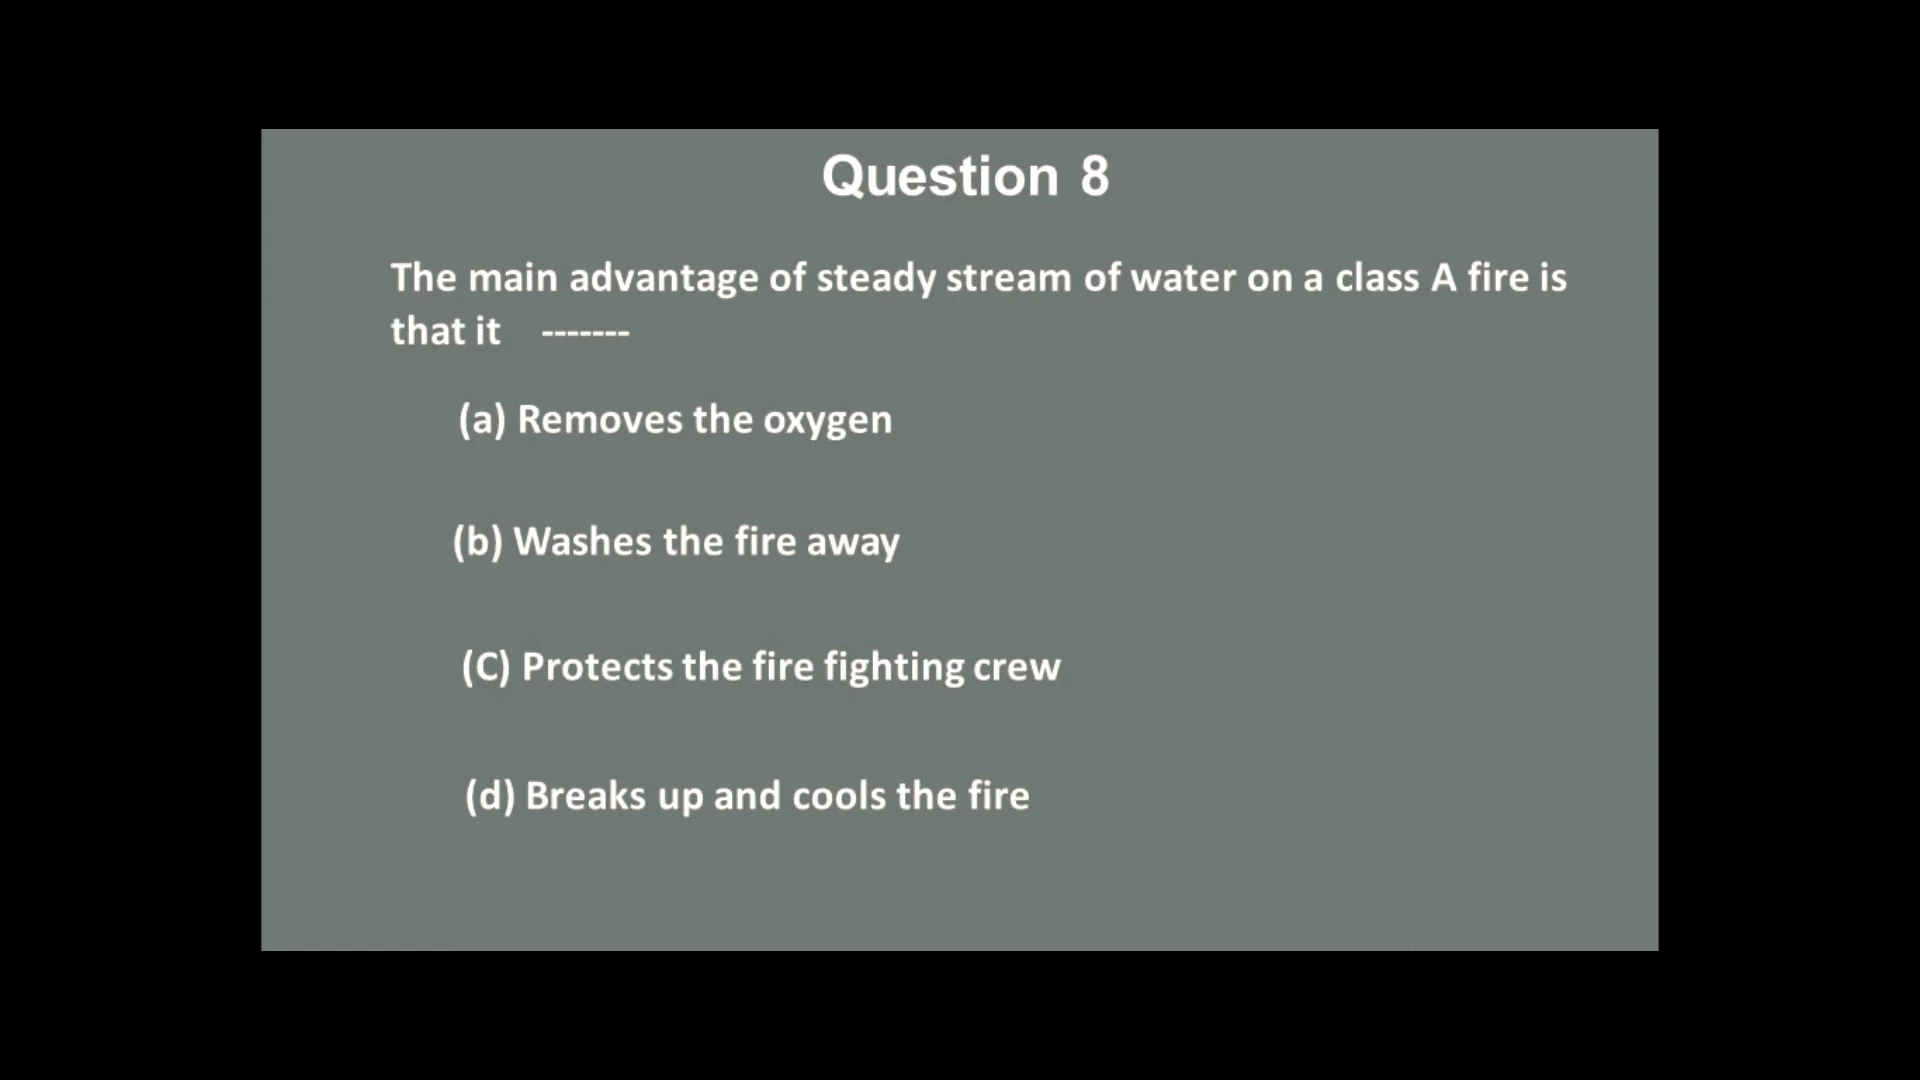 Question 8
The main advantage of steady stream of water on a class A fire is
that it -------
(a) Removes the oxygen
(b) Washes the fire away
(C) Protects the fire fighting crew
(d) Breaks up and cools the fire